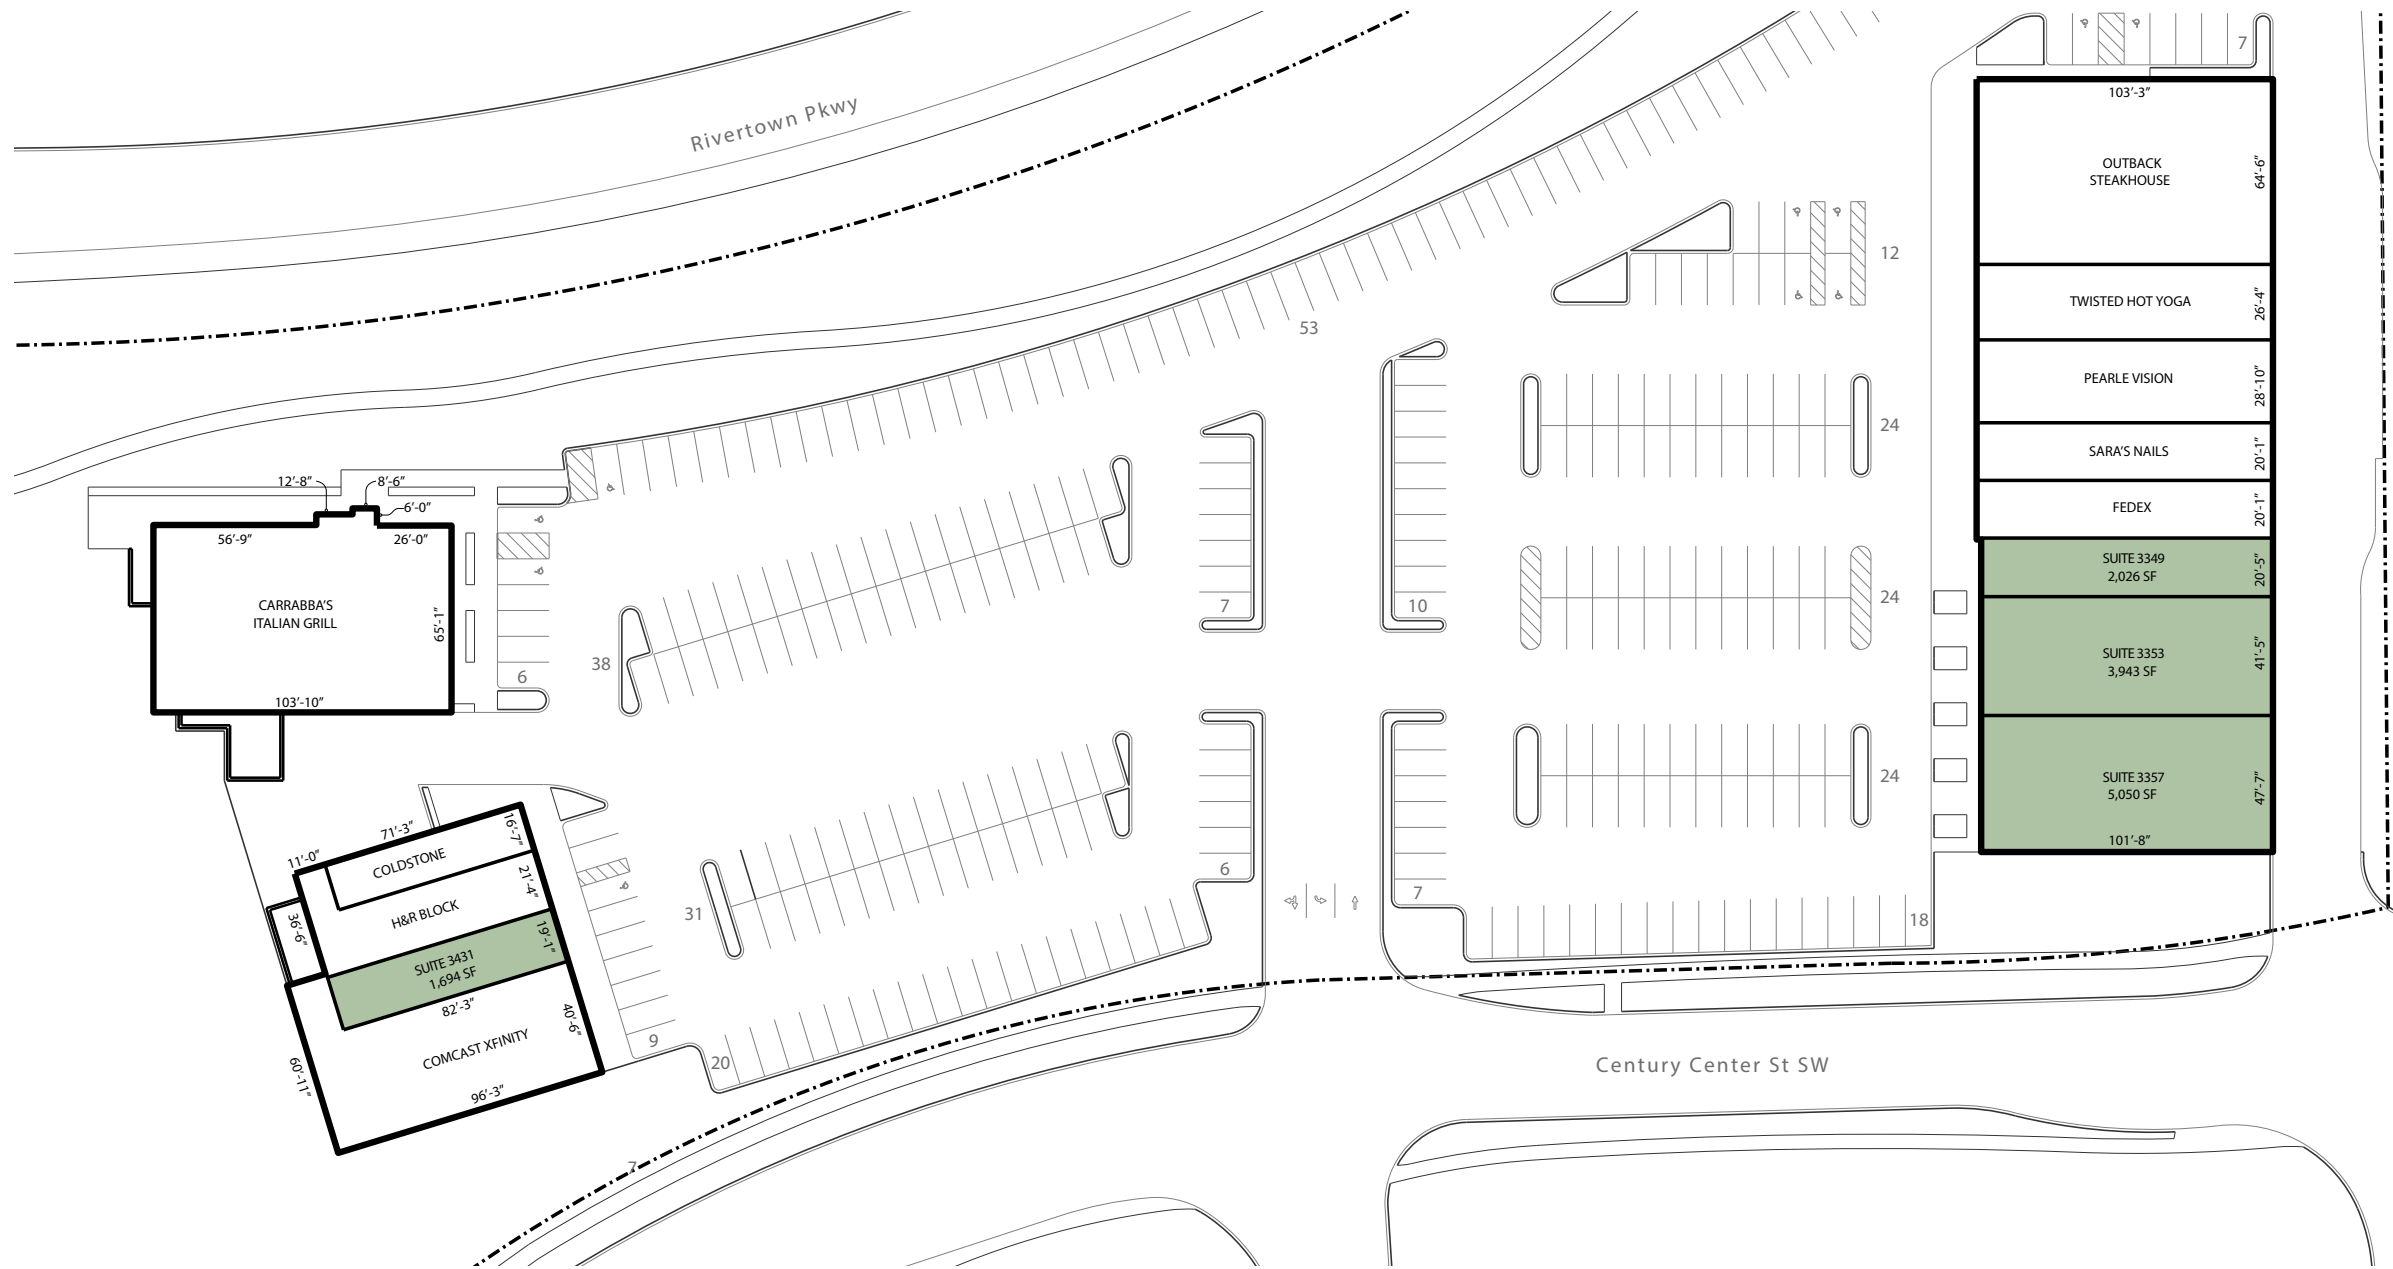 Rivertown Pkwy
7
103'-3"
OUTBACK
STEAKHOUSE
64'-6"
12
TWISTED HOT YOGA
26'-4"
53
PEARLE VISION
28'-10"
24
SARA'S NAILS
20'-1"
FEDEX
20'-1"
SUITE 3349
2,026 SF
20'-5"
24
SUITE 3353
3,943 SF
41'-5"
24
SUITE 3357
5,050 SF
47'-7"
101'-8"
12'-8"
8'-6"
6'-0"
56'-9"
26'-0"
CARRABBA'S
ITALIAN GRILL
65'-1"
103'-10"
6
38
7
10
71'-3"
16'-7"
11'-0"
COLDSTONE
21'-4"
H&R BLOCK
36'-6"
19'-1"
SUITE 3431
1,694 SF
82'-3"
40'-6"
COMCAST XFINITY
60'-11"
96'-3"
31
6
7
18
9
20
7
Century Center St SW